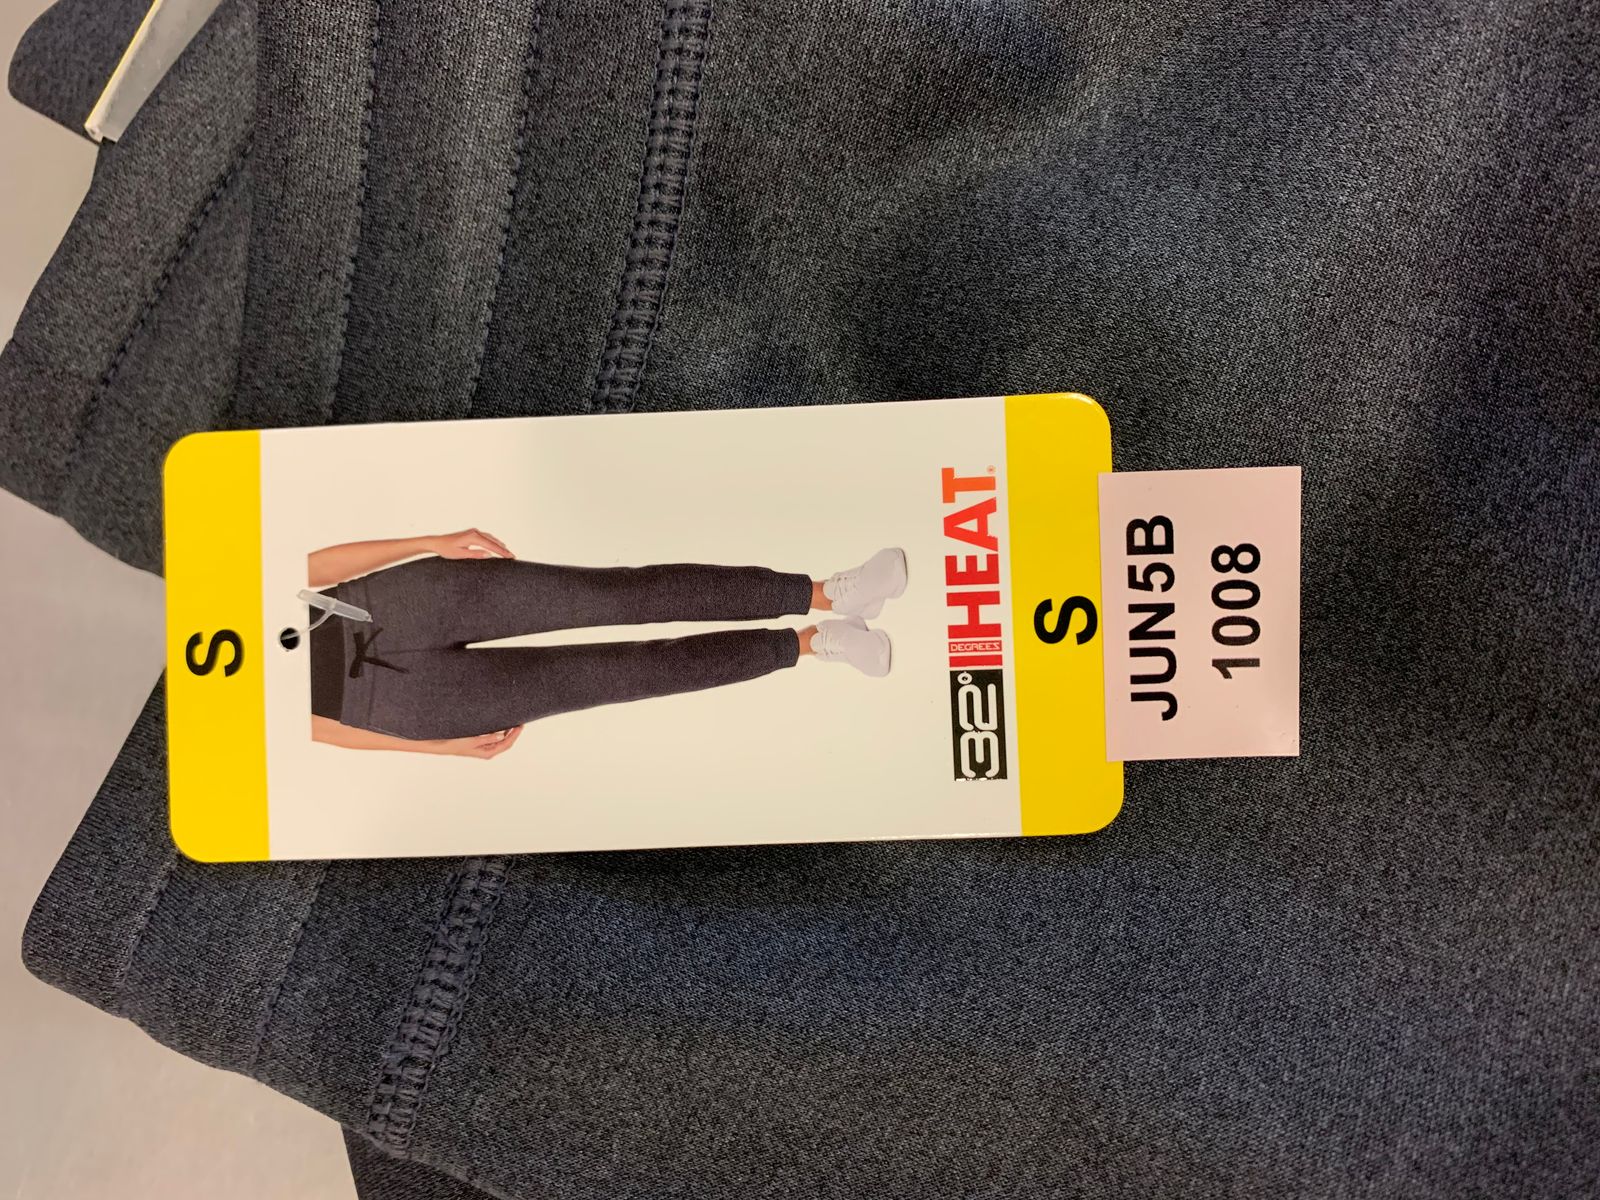 S
32° DEGREES HEAT®
S
JUN5B
1008